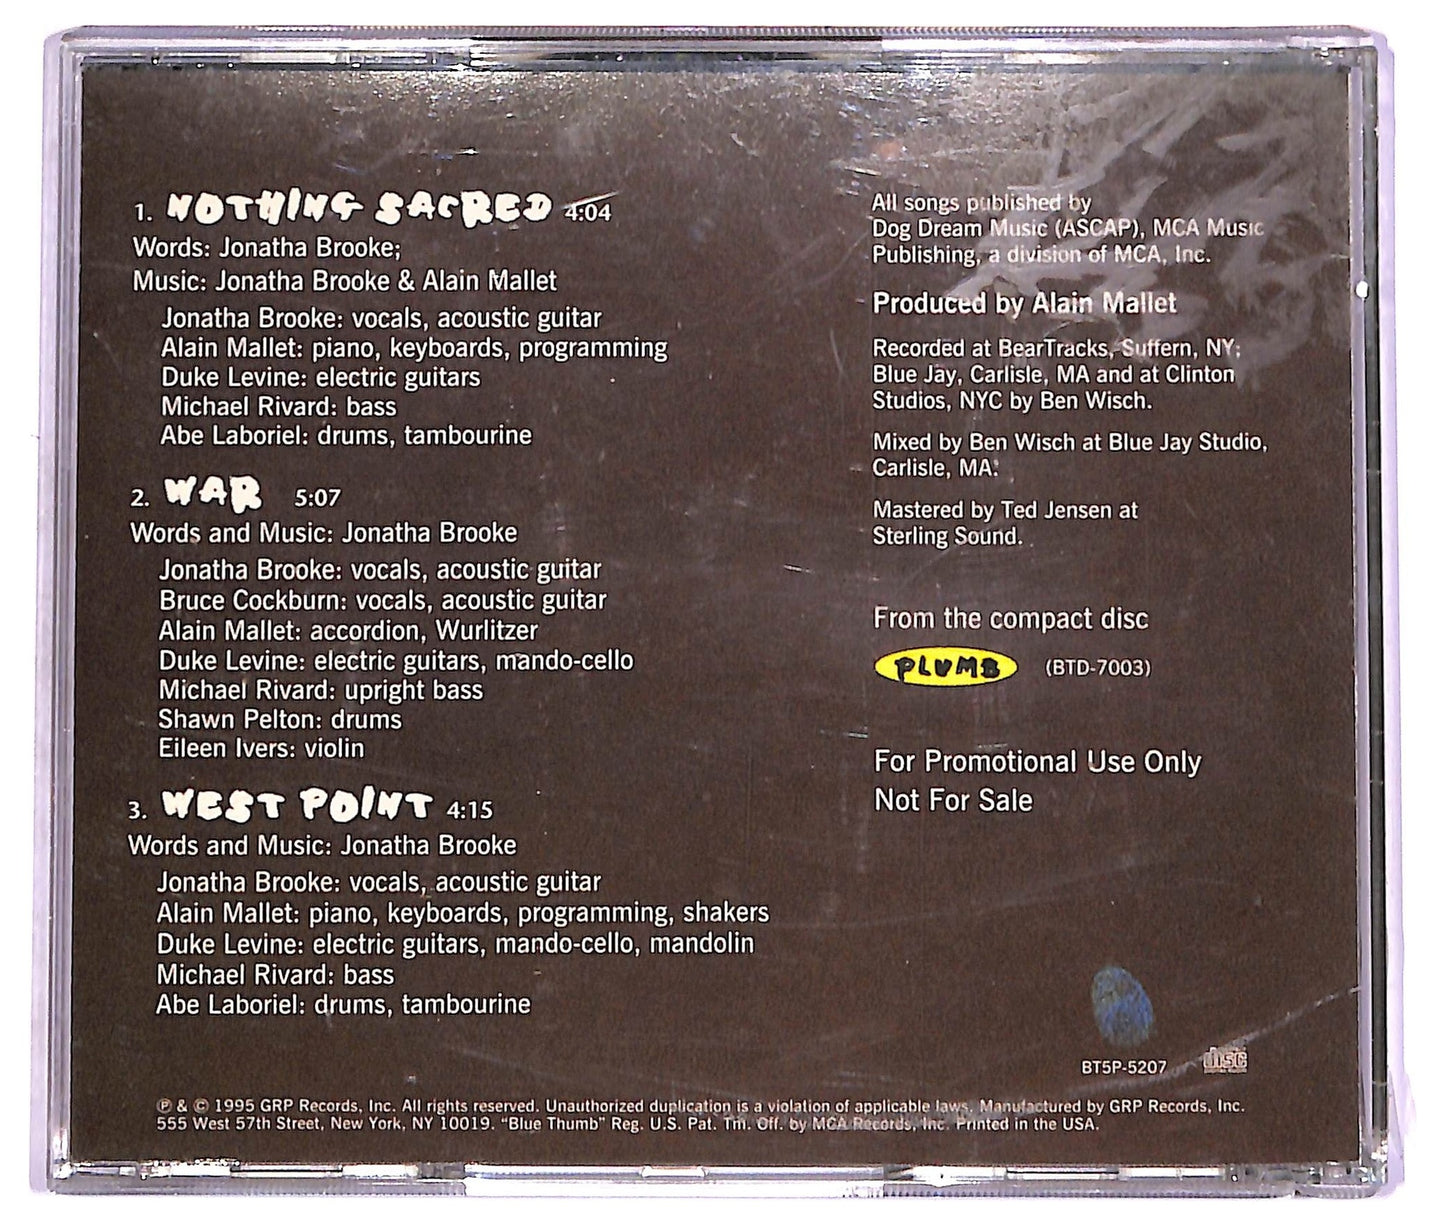 1. NOTHING SACRED 4:04
Words: Jonatha Brooke;
Music: Jonatha Brooke & Alain Mallet
Jonatha Brooke: vocals, acoustic guitar
Alain Mallet: piano, keyboards, programming
Duke Levine: electric guitars
Michael Rivard: bass
Abe Laboriel: drums, tambourine
2. WAR 5:07
Words and Music: Jonatha Brooke
Jonatha Brooke: vocals, acoustic guitar
Bruce Cockburn: vocals, acoustic guitar
Alain Mallet: accordion, Wurlitzer
Duke Levine: electric guitars, mando-cello
Michael Rivard: upright bass
Shawn Pelton: drums
Eileen Ivers: violin
3. WEST POINT 4:15
Words and Music: Jonatha Brooke
Jonatha Brooke: vocals, acoustic guitar
Alain Mallet: piano, keyboards, programming, shakers
Duke Levine: electric guitars, mando-cello, mandolin
Michael Rivard: bass
Abe Laboriel: drums, tambourine
All songs published by
Dog Dream Music (ASCAP), MCA Music
Publishing, a division of MCA, Inc.
Produced by Alain Mallet
Recorded at BearTracks, Suffern, NY;
Blue Jay, Carlisle, MA and at Clinton
Studios, NYC by Ben Wisch.
Mixed by Ben Wisch at Blue Jay Studio,
Carlisle, MA.
Mastered by Ted Jensen at
Sterling Sound.
From the compact disc
PLUMB (BTD-7003)
For Promotional Use Only
Not For Sale
BT5P-5207 disc
℗ & © 1995 GRP Records, Inc. All rights reserved. Unauthorized duplication is a violation of applicable laws. Manufactured by GRP Records, Inc.
555 West 57th Street, New York, NY 10019. "Blue Thumb" Reg. U.S. Pat. Tm. Off. by MCA Records, Inc. Printed in the USA.